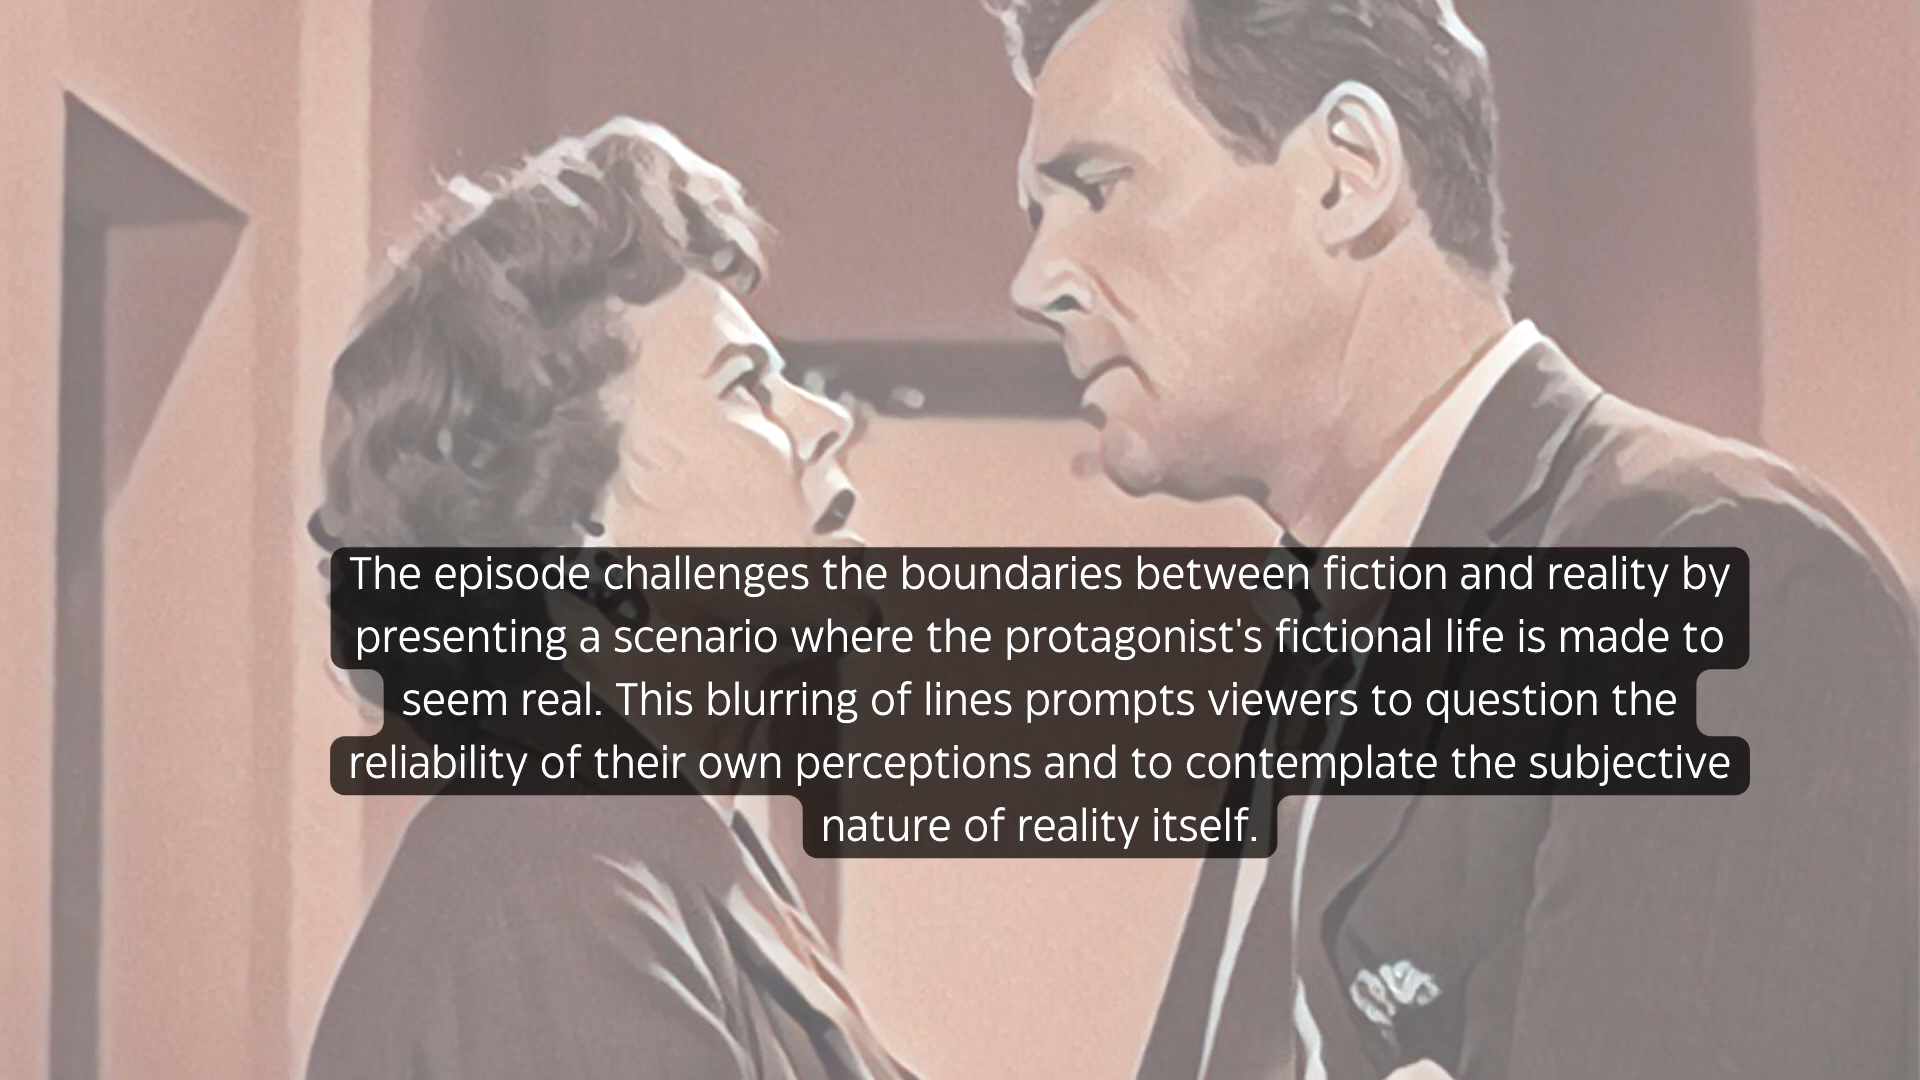 The episode challenges the boundaries between fiction and reality by
presenting a scenario where the protagonist's fictional life is made to
seem real. This blurring of lines prompts viewers to question the
reliability of their own perceptions and to contemplate the subjective
nature of reality itself.